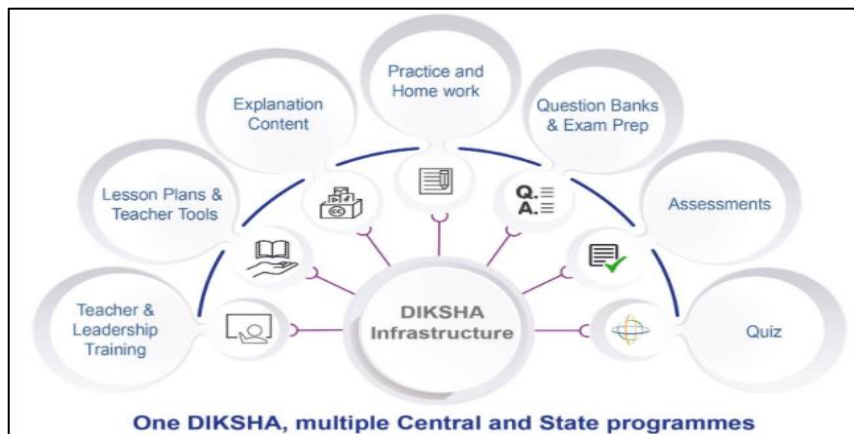 Teacher &
Leadership
Training
Lesson Plans &
Teacher Tools
Explanation
Content
Practice and
Home work
Question Banks
& Exam Prep
Assessments
Quiz
Q.
A.
DIKSHA
Infrastructure
One DIKSHA, multiple Central and State programmes